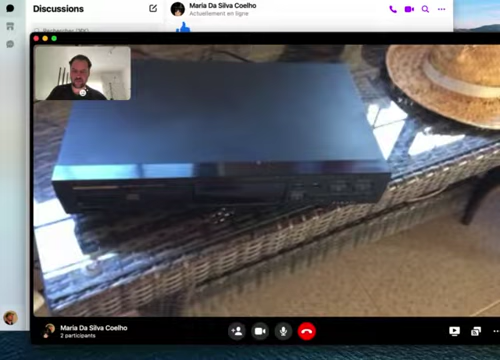 Discussions
Maria Da Silva Coelho
Actuellement en ligne
Maria Da Silva Coelho
2 participants